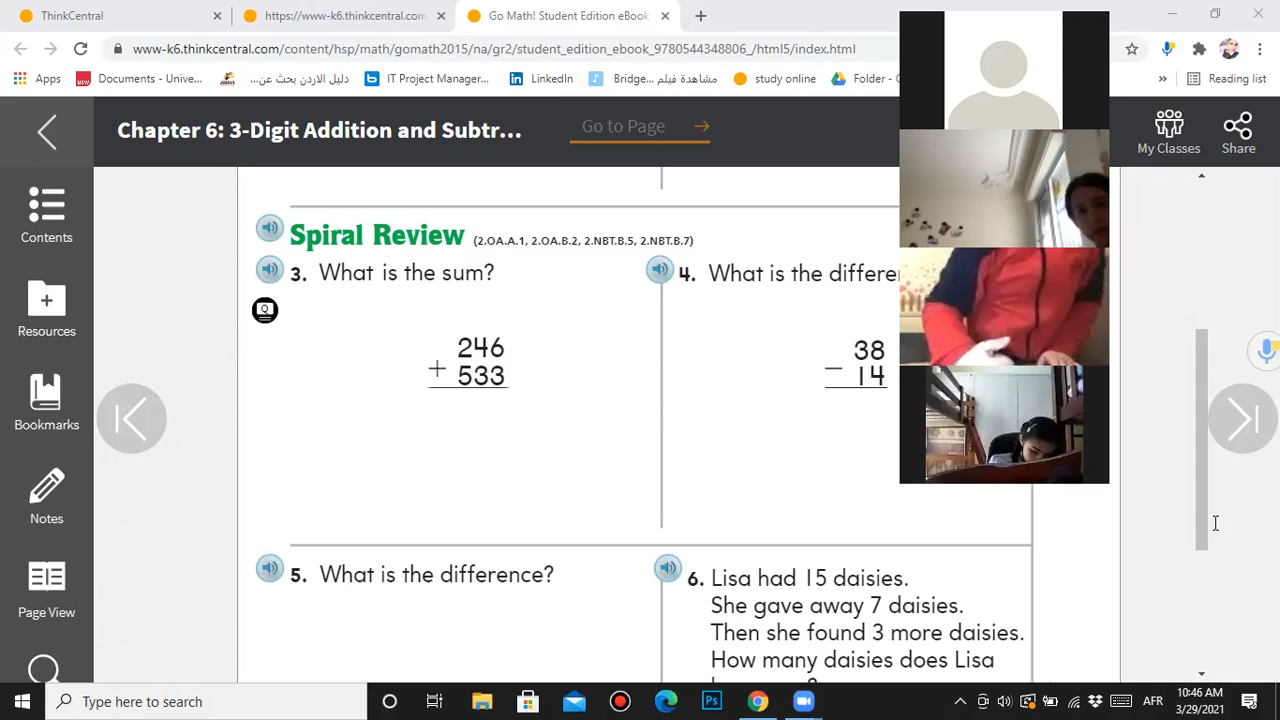 ThinkCentral
https://www-k6.thinkcentral.com
Go Math! Student Edition eBook
www-k6.thinkcentral.com/content/hsp/math/gomath2015/na/gr2/student_edition_ebook_9780544348806_/html5/index.html
Apps
Documents - Unive...
دليل الاردن بحث عن...
IT Project Manager...
LinkedIn
Bridge...
مشاهدة فيلم
study online
Folder -
»
Reading list
Chapter 6: 3-Digit Addition and Subtr...
Go to Page
My Classes
Share
Contents
Resources
Bookmarks
Notes
Page View
Spiral Review (2.OA.A.1, 2.OA.B.2, 2.NBT.B.5, 2.NBT.B.7)
3. What is the sum?
Q
246
+ 533
4. What is the differe
38
− 14
5. What is the difference?
6. Lisa had 15 daisies.
She gave away 7 daisies.
Then she found 3 more daisies.
How many daisies does Lisa
Type here to search
Ps
AFR
10:46 AM
3/29/2021